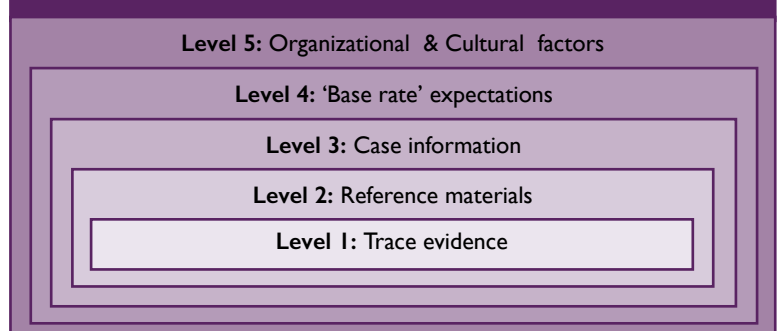 Level 5: Organizational & Cultural factors
Level 4: ‘Base rate’ expectations
Level 3: Case information
Level 2: Reference materials
Level 1: Trace evidence